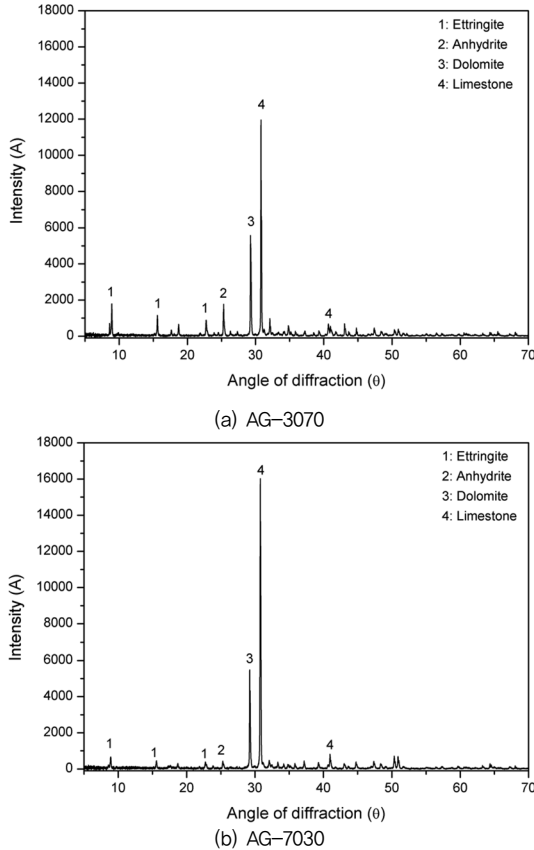 18000
16000
14000
12000
10000
8000
6000
4000
2000
0
Intensity (A)
1: Ettringite
2: Anhydrite
3: Dolomite
4: Limestone
1
1
1
2
3
4
4
10 20 30 40 50 60 70
Angle of diffraction (θ)
(a) AG-3070
18000
16000
14000
12000
10000
8000
6000
4000
2000
0
Intensity (A)
1: Ettringite
2: Anhydrite
3: Dolomite
4: Limestone
1
1
1
2
3
4
4
10 20 30 40 50 60 70
Angle of diffraction (θ)
(b) AG-7030